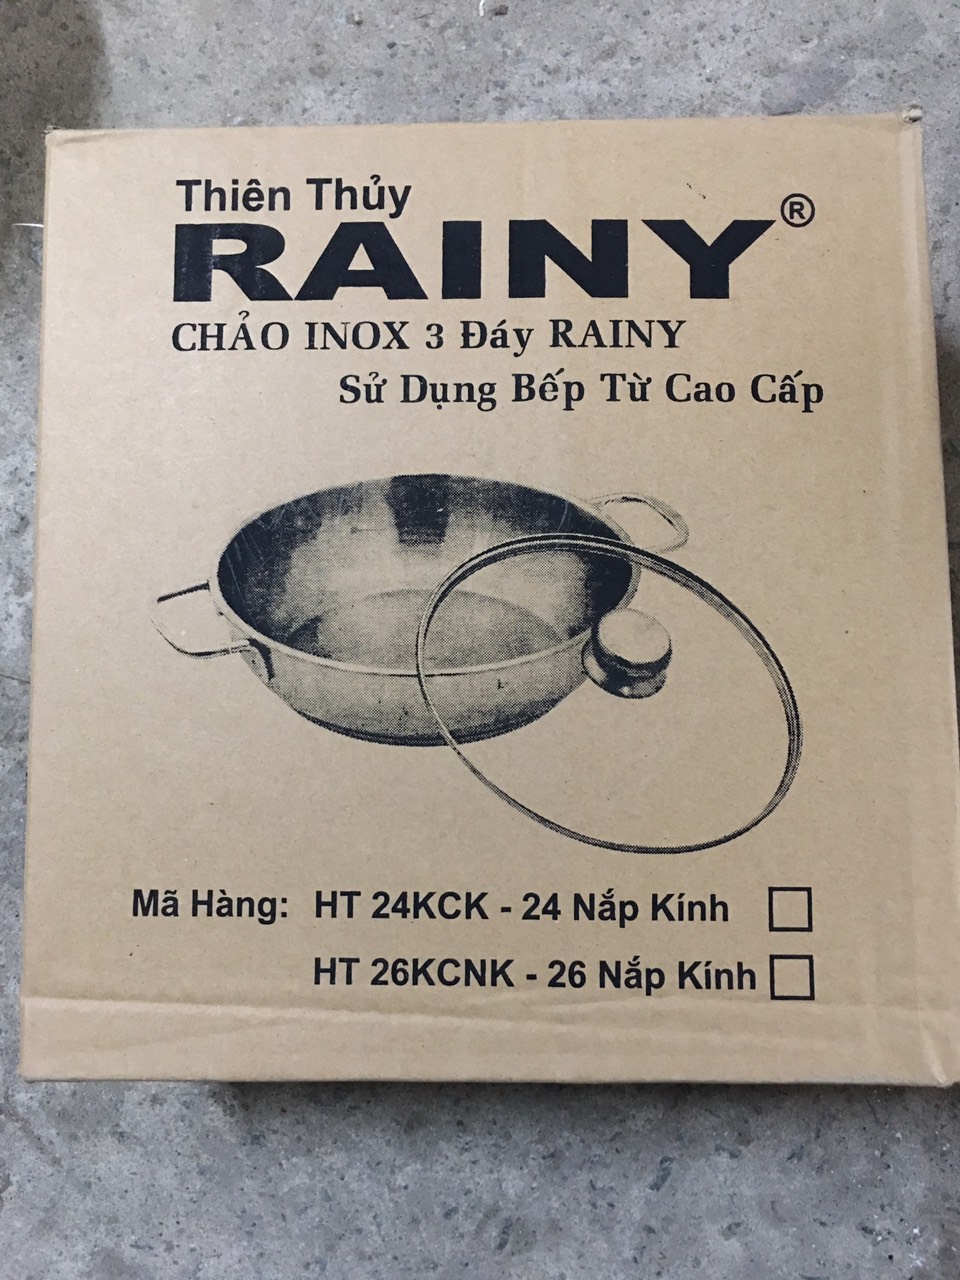 Thiên Thủy
RAINY®
CHẢO INOX 3 Đáy RAINY
Sử Dụng Bếp Từ Cao Cấp
Mã Hàng: HT 24KCK - 24 Nắp Kính
HT 26KCNK - 26 Nắp Kính